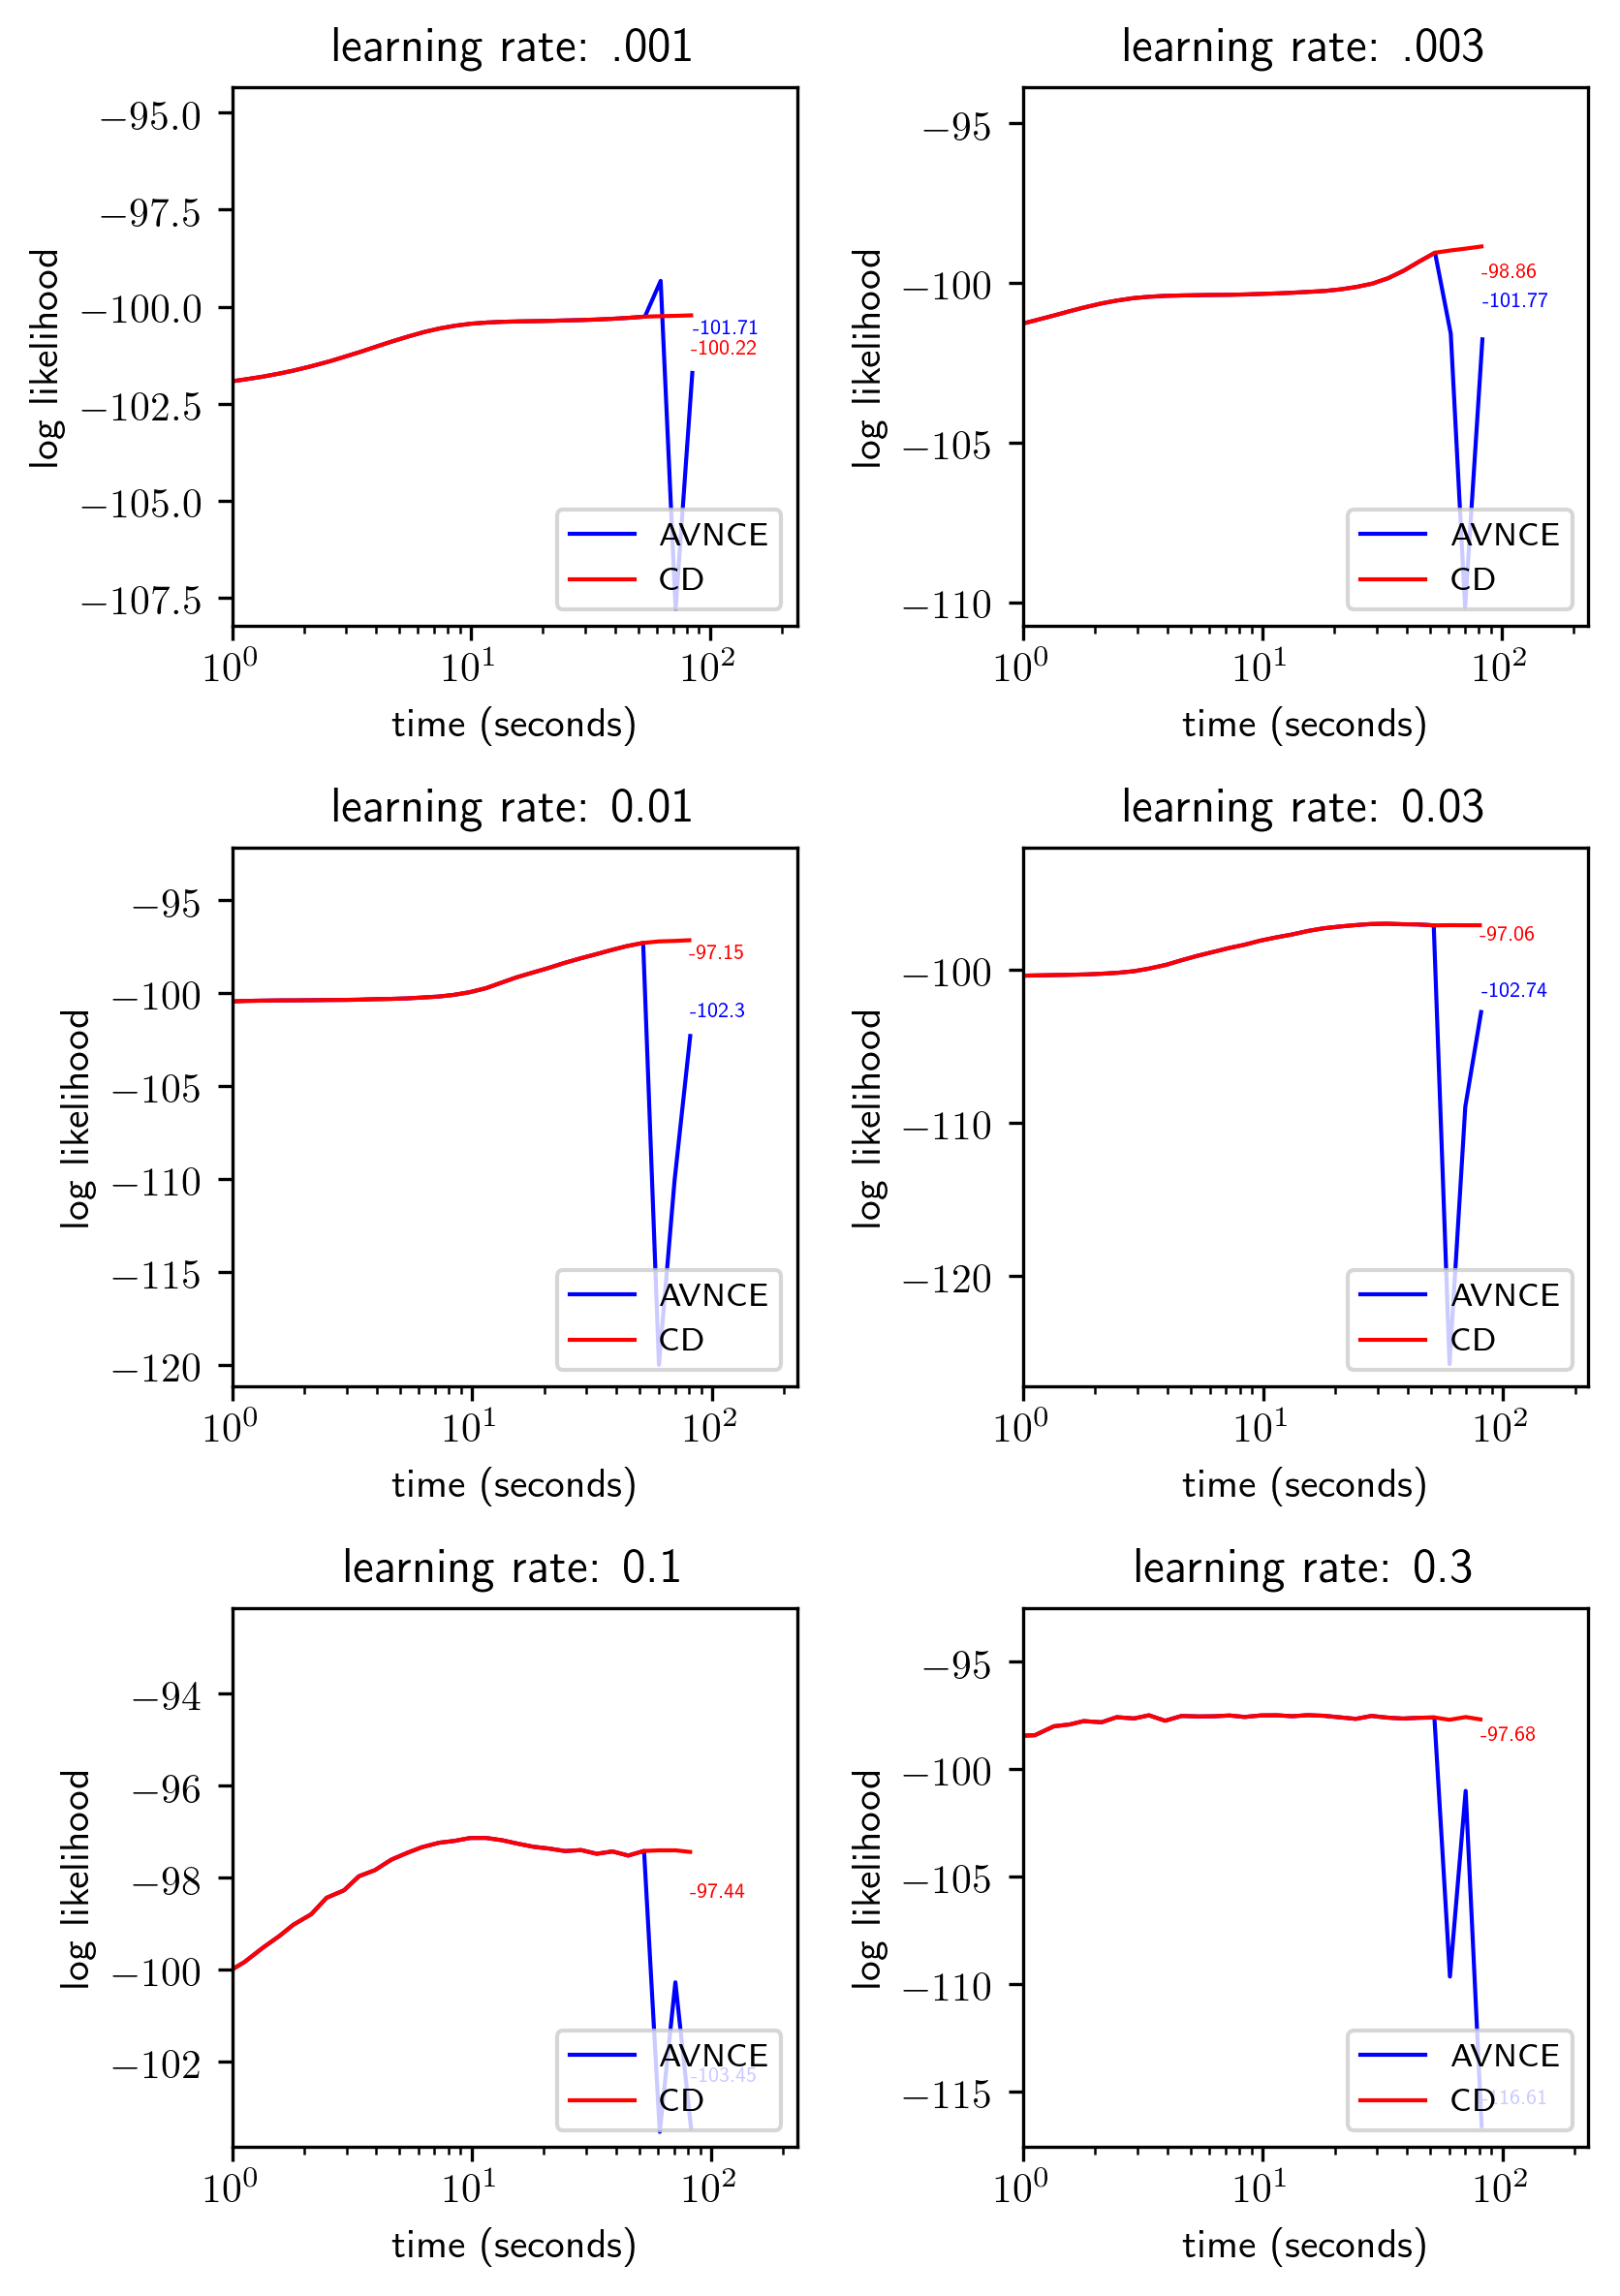 learning rate: .001
−95.0
−97.5
−100.0
−102.5
−105.0
−107.5
log likelihood
-101.71
-100.22
AVNCE
CD
10^0 10^1 10^2
time (seconds)
learning rate: .003
−95
−100
−105
−110
log likelihood
-98.86
-101.77
AVNCE
CD
10^0 10^1 10^2
time (seconds)
learning rate: 0.01
−95
−100
−105
−110
−115
−120
log likelihood
-97.15
-102.3
AVNCE
CD
10^0 10^1 10^2
time (seconds)
learning rate: 0.03
−100
−110
−120
log likelihood
-97.06
-102.74
AVNCE
CD
10^0 10^1 10^2
time (seconds)
learning rate: 0.1
−94
−96
−98
−100
−102
log likelihood
-97.44
AVNCE
-103.45
CD
10^0 10^1 10^2
time (seconds)
learning rate: 0.3
−95
−100
−105
−110
−115
log likelihood
-97.68
AVNCE
-116.61
CD
10^0 10^1 10^2
time (seconds)